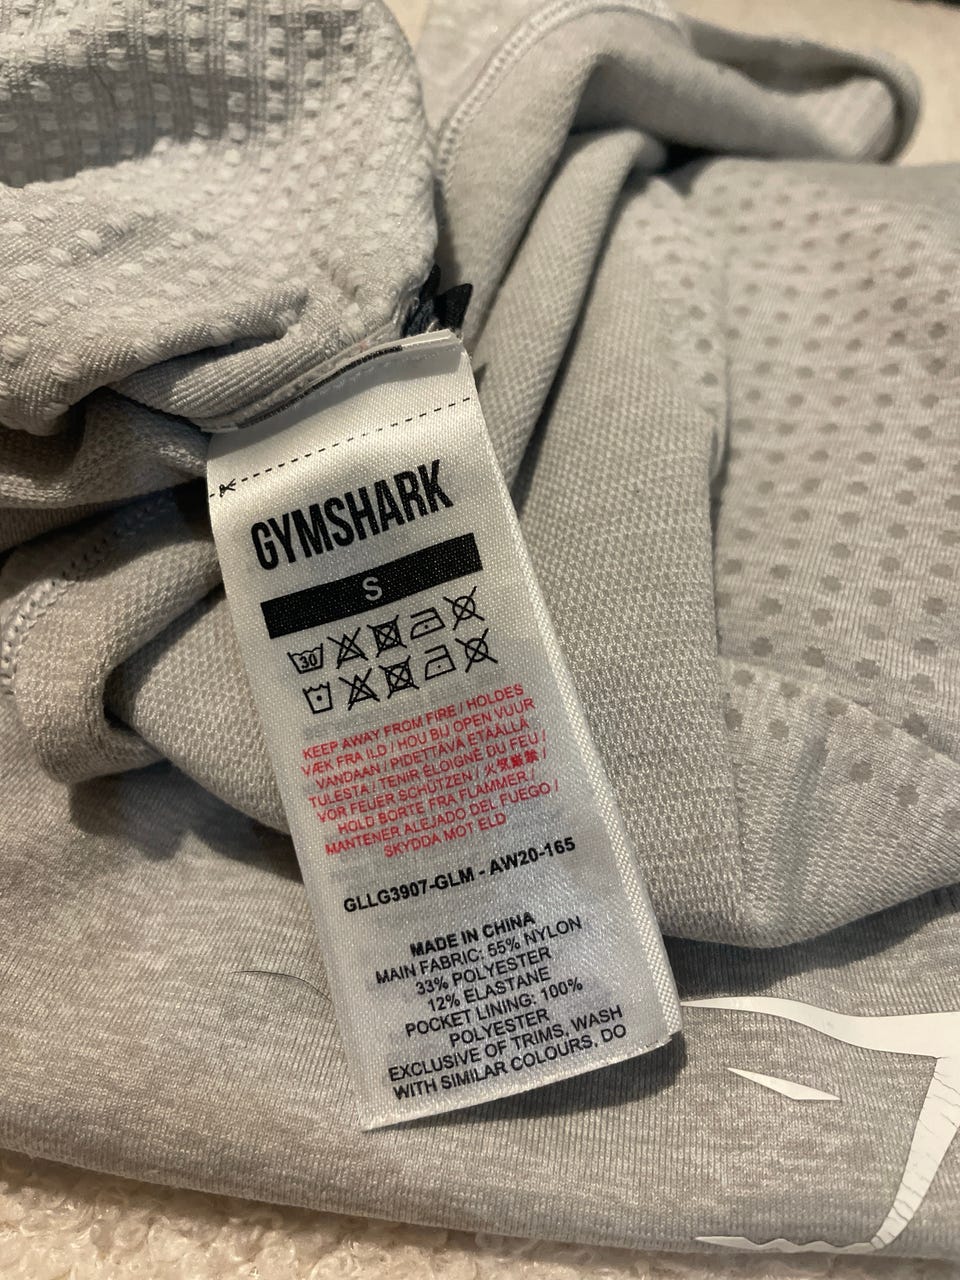 GYMSHARK
S
30
KEEP AWAY FROM FIRE / HOLDES
VÆK FRA ILD / HOU BIJ OPEN VUUR
VANDAAN / PIDETTÄVÄ ETÄÄLLÄ
TULESTA / TENIR ÉLOIGNÉ DU FEU /
VOR FEUER SCHÜTZEN / 火気厳禁 /
HOLD BORTE FRA FLAMMER /
MANTENER ALEJADO DEL FUEGO /
SKYDDA MOT ELD
GLLG3907-GLM - AW20-165
MADE IN CHINA
MAIN FABRIC: 55% NYLON
33% POLYESTER
12% ELASTANE
POCKET LINING: 100%
POLYESTER
EXCLUSIVE OF TRIMS, WASH
WITH SIMILAR COLOURS, DO